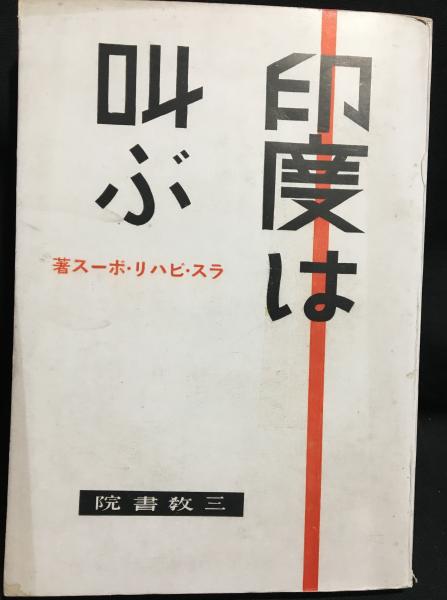 印度は
叫ぶ
著スーボ・リハビ・スラ
院書教三